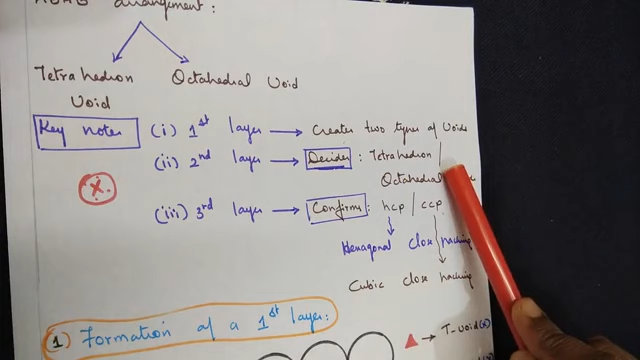 arrangement:
Tetrahedron Octahedral Void
Void
Key notes (i) 1st layer → Creates two types of Voids
(ii) 2nd layer → Decides : Tetrahedron /
Octahedral
(iii) 3rd layer → Confirms : hcp / ccp
Hexagonal close packing
Cubic close packing
1 Formation of a 1st layer:
→ T-void (x)